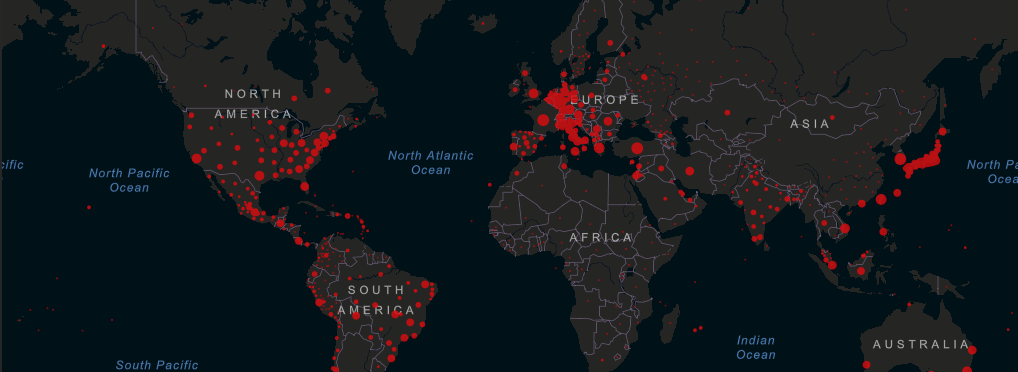 NORTH
AMERICA
EUROPE
ASIA
cific
North Pacific
Ocean
North Atlantic
Ocean
North Pa
Ocea
AFRICA
SOUTH
AMERICA
Indian
Ocean
AUSTRALIA
South Pacific